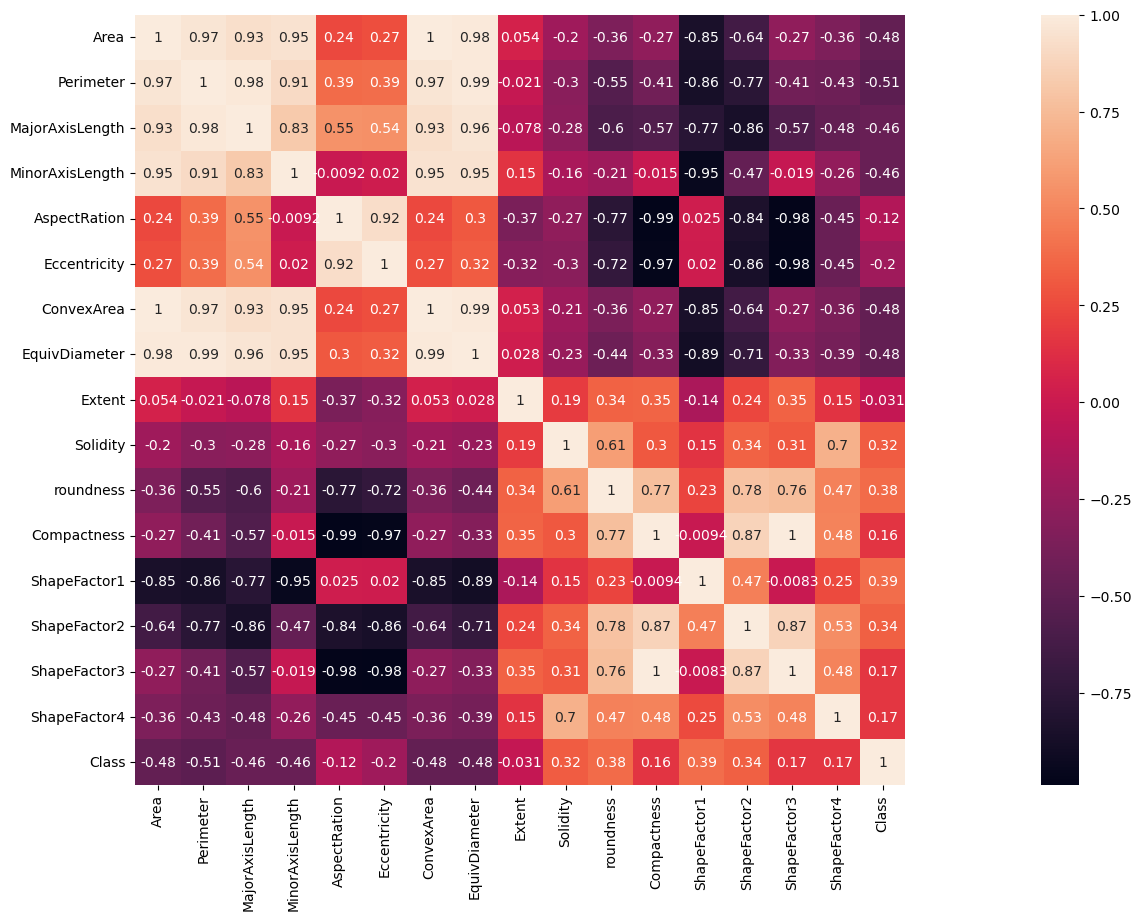 Area 1 0.97 0.93 0.95 0.24 0.27 1 0.98 0.054 -0.2 -0.36 -0.27 -0.85 -0.64 -0.27 -0.36 -0.48
Perimeter 0.97 1 0.98 0.91 0.39 0.39 0.97 0.99 -0.021 -0.3 -0.55 -0.41 -0.86 -0.77 -0.41 -0.43 -0.51
MajorAxisLength 0.93 0.98 1 0.83 0.55 0.54 0.93 0.96 -0.078 -0.28 -0.6 -0.57 -0.77 -0.86 -0.57 -0.48 -0.46
MinorAxisLength 0.95 0.91 0.83 1 -0.0092 0.02 0.95 0.95 0.15 -0.16 -0.21 -0.015 -0.95 -0.47 -0.019 -0.26 -0.46
AspectRation 0.24 0.39 0.55 -0.0092 1 0.92 0.24 0.3 -0.37 -0.27 -0.77 -0.99 0.025 -0.84 -0.98 -0.45 -0.12
Eccentricity 0.27 0.39 0.54 0.02 0.92 1 0.27 0.32 -0.32 -0.3 -0.72 -0.97 0.02 -0.86 -0.98 -0.45 -0.2
ConvexArea 1 0.97 0.93 0.95 0.24 0.27 1 0.99 0.053 -0.21 -0.36 -0.27 -0.85 -0.64 -0.27 -0.36 -0.48
EquivDiameter 0.98 0.99 0.96 0.95 0.3 0.32 0.99 1 0.028 -0.23 -0.44 -0.33 -0.89 -0.71 -0.33 -0.39 -0.48
Extent 0.054 -0.021 -0.078 0.15 -0.37 -0.32 0.053 0.028 1 0.19 0.34 0.35 -0.14 0.24 0.35 0.15 -0.031
Solidity -0.2 -0.3 -0.28 -0.16 -0.27 -0.3 -0.21 -0.23 0.19 1 0.61 0.3 0.15 0.34 0.31 0.7 0.32
roundness -0.36 -0.55 -0.6 -0.21 -0.77 -0.72 -0.36 -0.44 0.34 0.61 1 0.77 0.23 0.78 0.76 0.47 0.38
Compactness -0.27 -0.41 -0.57 -0.015 -0.99 -0.97 -0.27 -0.33 0.35 0.3 0.77 1 -0.0094 0.87 1 0.48 0.16
ShapeFactor1 -0.85 -0.86 -0.77 -0.95 0.025 0.02 -0.85 -0.89 -0.14 0.15 0.23 -0.0094 1 0.47 -0.0083 0.25 0.39
ShapeFactor2 -0.64 -0.77 -0.86 -0.47 -0.84 -0.86 -0.64 -0.71 0.24 0.34 0.78 0.87 0.47 1 0.87 0.53 0.34
ShapeFactor3 -0.27 -0.41 -0.57 -0.019 -0.98 -0.98 -0.27 -0.33 0.35 0.31 0.76 1 -0.0083 0.87 1 0.48 0.17
ShapeFactor4 -0.36 -0.43 -0.48 -0.26 -0.45 -0.45 -0.36 -0.39 0.15 0.7 0.47 0.48 0.25 0.53 0.48 1 0.17
Class -0.48 -0.51 -0.46 -0.46 -0.12 -0.2 -0.48 -0.48 -0.031 0.32 0.38 0.16 0.39 0.34 0.17 0.17 1
Area
Perimeter
MajorAxisLength
MinorAxisLength
AspectRation
Eccentricity
ConvexArea
EquivDiameter
Extent
Solidity
roundness
Compactness
ShapeFactor1
ShapeFactor2
ShapeFactor3
ShapeFactor4
Class
1.00
0.75
0.50
0.25
0.00
-0.25
-0.50
-0.75